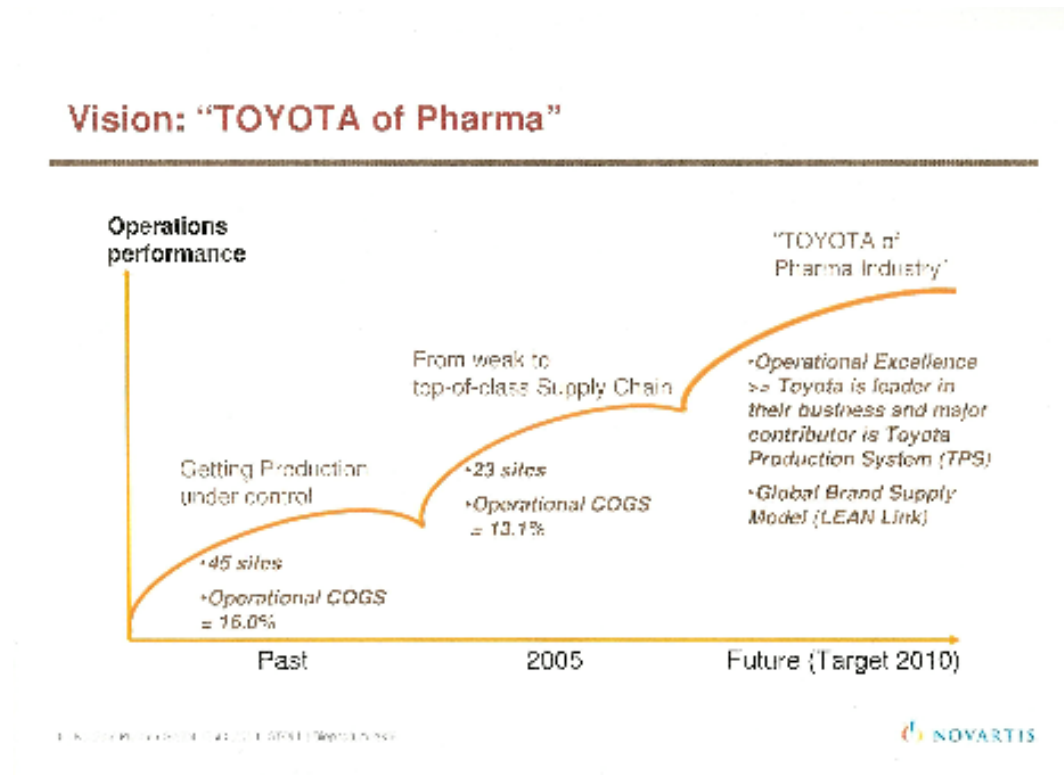 Vision: “TOYOTA of Pharma”
Operations
performance
"TOYOTA of
Pharma Industry"
From weak to
top-of-class Supply Chain
•Operational Excellence
>> Toyota is leader in
their business and major
contributor is Toyota
Production System (TPS)
•Global Brand Supply
Model (LEAN Link)
•23 sites
•Operational COGS
= 13.1%
Getting Production
under control
•45 sites
•Operational COGS
= 16.0%
Past
2005
Future (Target 2010)
NOVARTIS